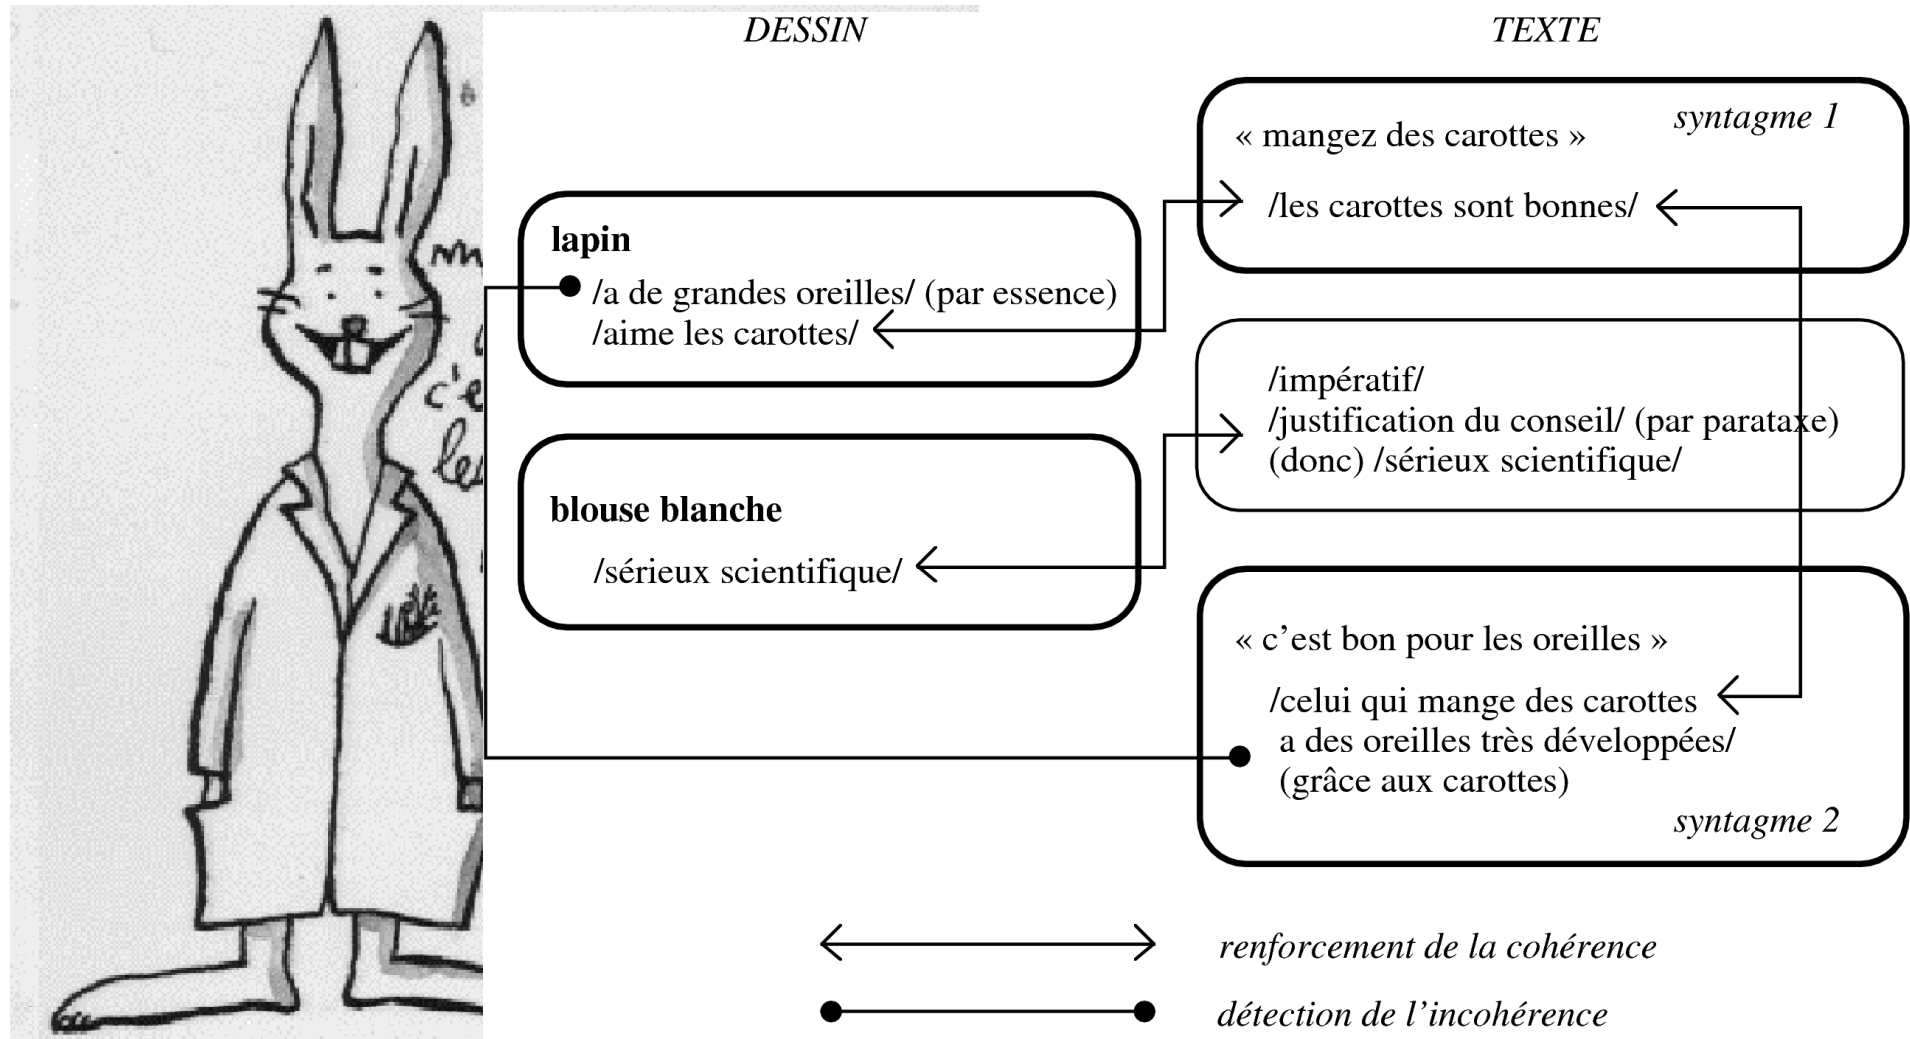 DESSIN
TEXTE
« mangez des carottes »
syntagme 1
/les carottes sont bonnes/
lapin
/a de grandes oreilles/ (par essence)
/aime les carottes/
/impératif/
/justification du conseil/ (par parataxe)
(donc) /sérieux scientifique/
blouse blanche
/sérieux scientifique/
« c’est bon pour les oreilles »
/celui qui mange des carottes
a des oreilles très développées/
(grâce aux carottes)
syntagme 2
renforcement de la cohérence
détection de l’incohérence